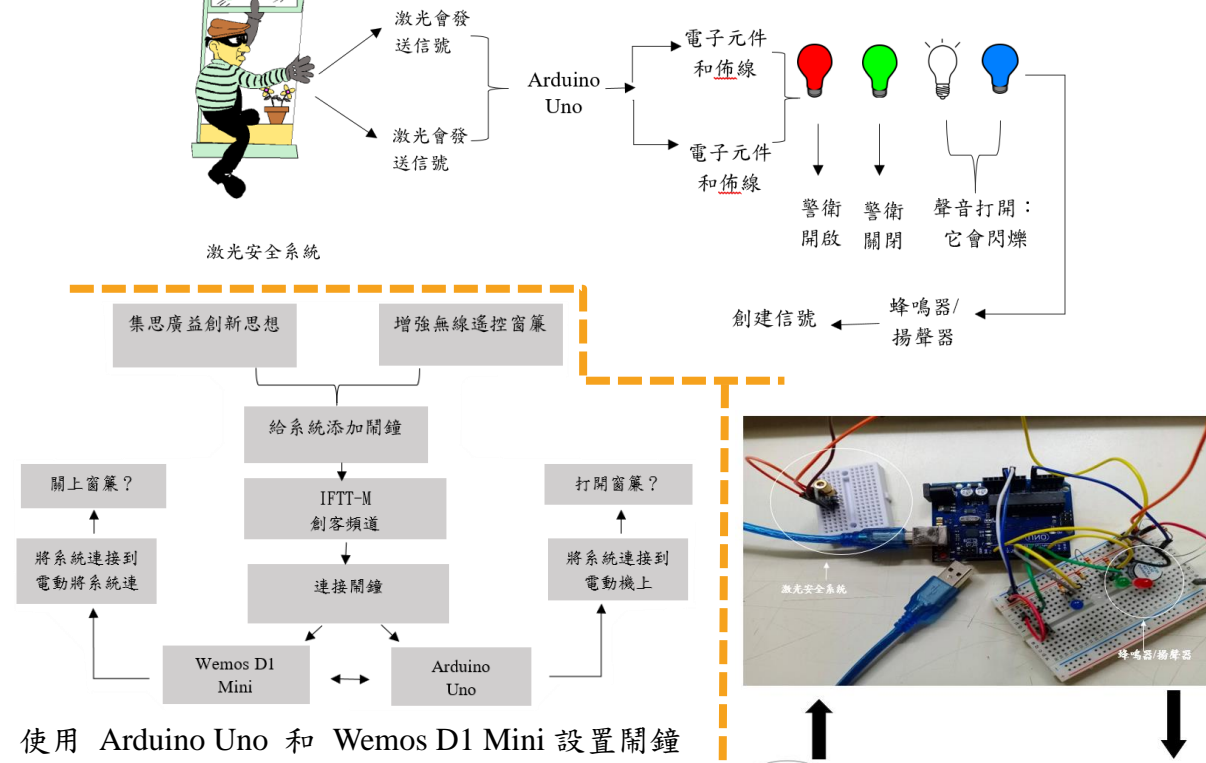 激光會發
送信號
激光會發
送信號
Arduino
Uno
電子元件
和佈線
電子元件
和佈線
警衛
開啟
警衛
關閉
聲音打開：
它會閃爍
激光安全系統
蜂鳴器/
揚聲器
創建信號
集思廣益創新思想
增強無線遙控窗簾
給系統添加鬧鐘
IFTT-M
創客頻道
連接鬧鐘
關上窗簾？
將系統連接到
電動將系統連
打開窗簾？
將系統連接到
電動機上
Wemos D1
Mini
Arduino
Uno
使用 Arduino Uno 和 Wemos D1 Mini 設置鬧鐘
激光安全系統
蜂鳴器/揚聲器